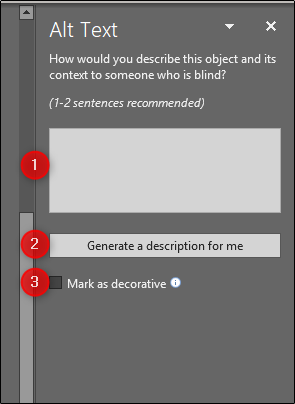 Alt Text
How would you describe this object and its
context to someone who is blind?
(1-2 sentences recommended)
1
2 Generate a description for me
3 Mark as decorative